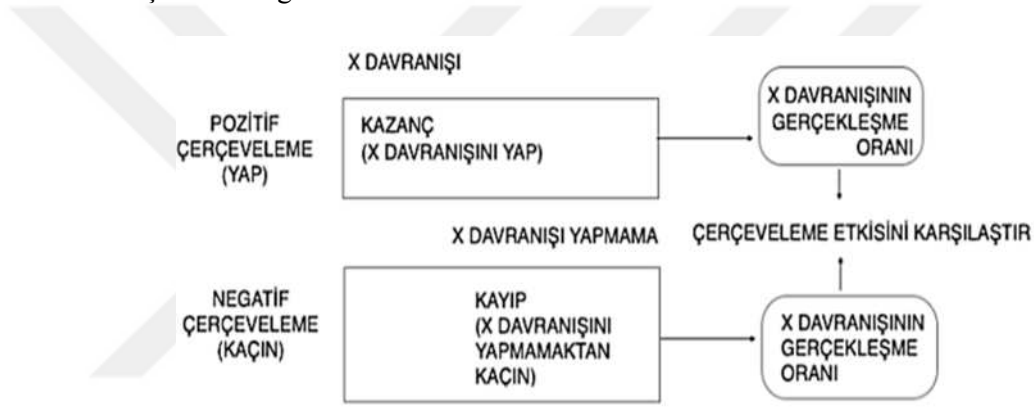 X DAVRANIŞI
POZİTİF
ÇERÇEVELEME
(YAP)
KAZANÇ
(X DAVRANIŞINI YAP)
X DAVRANIŞININ
GERÇEKLEŞME
ORANI
X DAVRANIŞI YAPMAMA
ÇERÇEVELEME ETKİSİNİ KARŞILAŞTIR
NEGATİF
ÇERÇEVELEME
(KAÇIN)
KAYIP
(X DAVRANIŞINI
YAPMAMAKTAN
KAÇIN)
X DAVRANIŞININ
GERÇEKLEŞME
ORANI